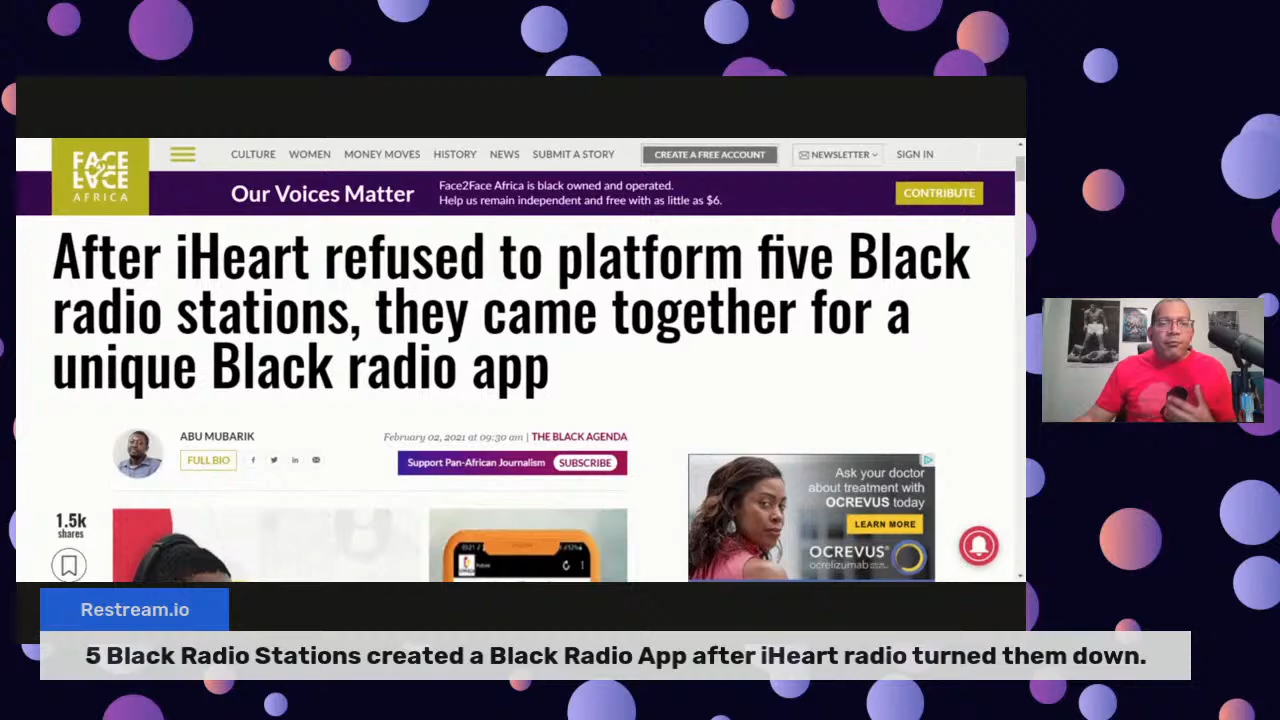 FACE
2
FACE
AFRICA
CULTURE WOMEN MONEY MOVES HISTORY NEWS SUBMIT A STORY CREATE A FREE ACCOUNT NEWSLETTER SIGN IN
Our Voices Matter
Face2Face Africa is black owned and operated.
Help us remain independent and free with as little as $6.
CONTRIBUTE
After iHeart refused to platform five Black
radio stations, they came together for a
unique Black radio app
ABU MUBARIK
FULL BIO
February 02, 2021 at 09:30 am | THE BLACK AGENDA
Support Pan-African Journalism SUBSCRIBE
1.5k
shares
Ask your doctor
about treatment with
OCREVUS today
LEARN MORE
OCREVUS®
ocrelizumab
Restream.io
5 Black Radio Stations created a Black Radio App after iHeart radio turned them down.